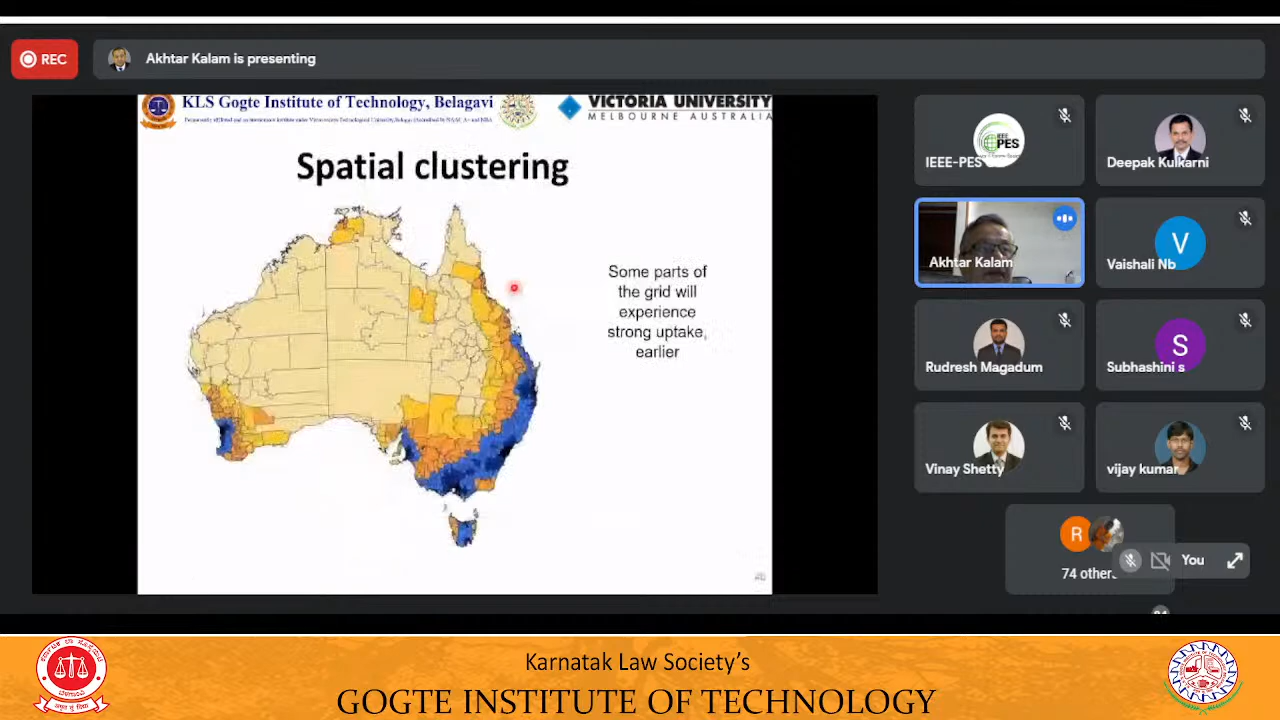 REC
Akhtar Kalam is presenting
KLS Gogte Institute of Technology, Belagavi
VICTORIA UNIVERSITY
MELBOURNE AUSTRALIA
Spatial clustering
Some parts of
the grid will
experience
strong uptake,
earlier
IEEE
PES
IEEE-PES
Deepak Kulkarni
Akhtar Kalam
V
Vaishali Nb
Rudresh Magadum
S
Subhashini s
Vinay Shetty
vijay kumar
R
74 others
You
Karnatak Law Society's
GOGTE INSTITUTE OF TECHNOLOGY